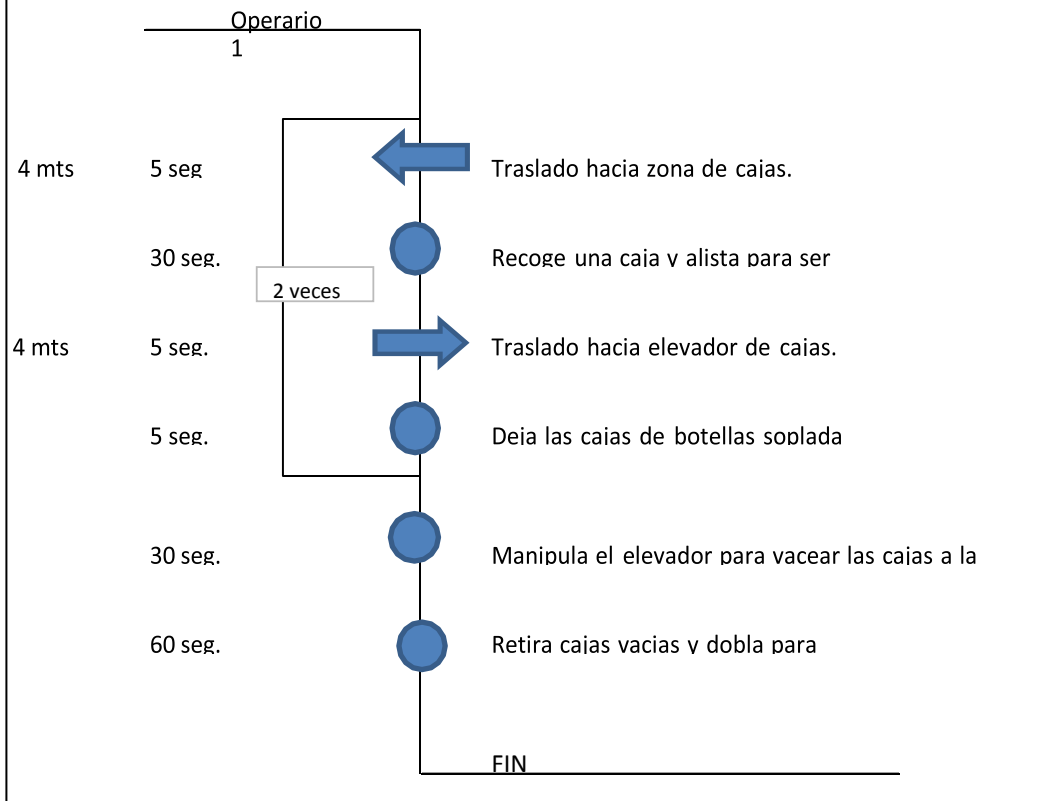 Operario
1
4 mts 5 seg Traslado hacia zona de cajas.
30 seg. Recoge una caja y alista para ser
2 veces
4 mts 5 seg. Traslado hacia elevador de cajas.
5 seg. Deja las cajas de botellas soplada
30 seg. Manipula el elevador para vacear las cajas a la
60 seg. Retira cajas vacias y dobla para
FIN